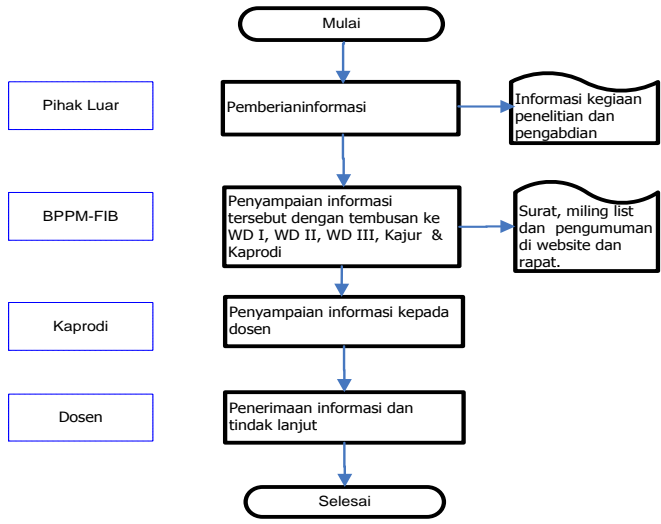 Mulai
Pihak Luar
Pemberianinformasi
Informasi kegiaan
penelitian dan
pengabdian
BPPM-FIB
Penyampaian informasi
tersebut dengan tembusan ke
WD I, WD II, WD III, Kajur & 
Kaprodi
Surat, miling list
dan pengumuman
di website dan
rapat.
Kaprodi
Penyampaian informasi kepada
dosen
Dosen
Penerimaan informasi dan
tindak lanjut
Selesai